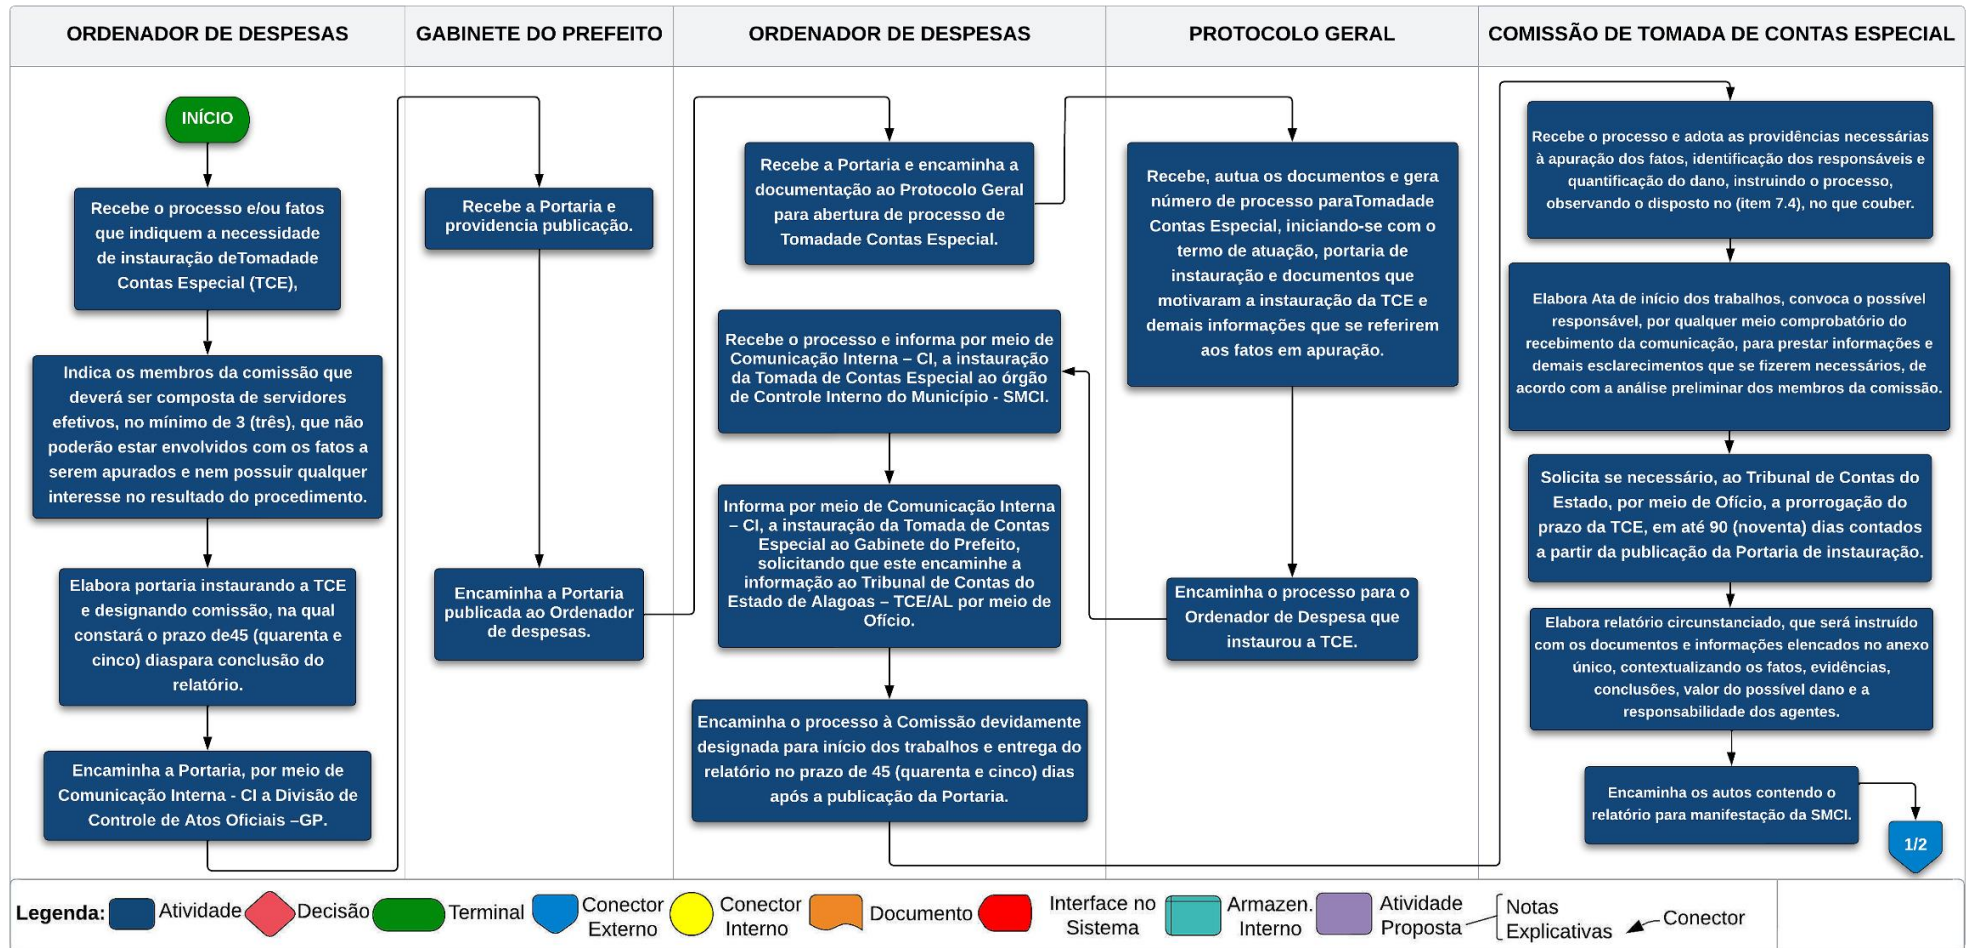 ORDENADOR DE DESPESAS
GABINETE DO PREFEITO
ORDENADOR DE DESPESAS
PROTOCOLO GERAL
COMISSÃO DE TOMADA DE CONTAS ESPECIAL
INÍCIO
Recebe o processo e/ou fatos
que indiquem a necessidade
de instauração deTomadade
Contas Especial (TCE),
Indica os membros da comissão que
deverá ser composta de servidores
efetivos, no mínimo de 3 (três), que não
poderão estar envolvidos com os fatos a
serem apurados e nem possuir qualquer
interesse no resultado do procedimento.
Elabora portaria instaurando a TCE
e designando comissão, na qual
constará o prazo de45 (quarenta e
cinco) diaspara conclusão do
relatório.
Encaminha a Portaria, por meio de
Comunicação Interna - CI a Divisão de
Controle de Atos Oficiais –GP.
Recebe a Portaria e
providencia publicação.
Encaminha a Portaria
publicada ao Ordenador
de despesas.
Recebe a Portaria e encaminha a
documentação ao Protocolo Geral
para abertura de processo de
Tomadade Contas Especial.
Recebe o processo e informa por meio de
Comunicação Interna – CI, a instauração
da Tomada de Contas Especial ao órgão
de Controle Interno do Município - SMCI.
Informa por meio de Comunicação Interna
– CI, a instauração da Tomada de Contas
Especial ao Gabinete do Prefeito,
solicitando que este encaminhe a
informação ao Tribunal de Contas do
Estado de Alagoas – TCE/AL por meio de
Ofício.
Encaminha o processo à Comissão devidamente
designada para início dos trabalhos e entrega do
relatório no prazo de 45 (quarenta e cinco) dias
após a publicação da Portaria.
Recebe, autua os documentos e gera
número de processo paraTomadade
Contas Especial, iniciando-se com o
termo de atuação, portaria de
instauração e documentos que
motivaram a instauração da TCE e
demais informações que se referirem
aos fatos em apuração.
Encaminha o processo para o
Ordenador de Despesa que
instaurou a TCE.
Recebe o processo e adota as providências necessárias
à apuração dos fatos, identificação dos responsáveis e
quantificação do dano, instruindo o processo,
observando o disposto no (item 7.4), no que couber.
Elabora Ata de início dos trabalhos, convoca o possível
responsável, por qualquer meio comprobatório do
recebimento da comunicação, para prestar informações e
demais esclarecimentos que se fizerem necessários, de
acordo com a análise preliminar dos membros da comissão.
Solicita se necessário, ao Tribunal de Contas do
Estado, por meio de Ofício, a prorrogação do
prazo da TCE, em até 90 (noventa) dias contados
a partir da publicação da Portaria de instauração.
Elabora relatório circunstanciado, que será instruído
com os documentos e informações elencados no anexo
único, contextualizando os fatos, evidências,
conclusões, valor do possível dano e a
responsabilidade dos agentes.
Encaminha os autos contendo o
relatório para manifestação da SMCI.
1/2
Legenda:
Atividade
Decisão
Terminal
Conector
Externo
Conector
Interno
Documento
Interface no
Sistema
Armazen.
Interno
Atividade
Proposta
Notas
Explicativas
Conector